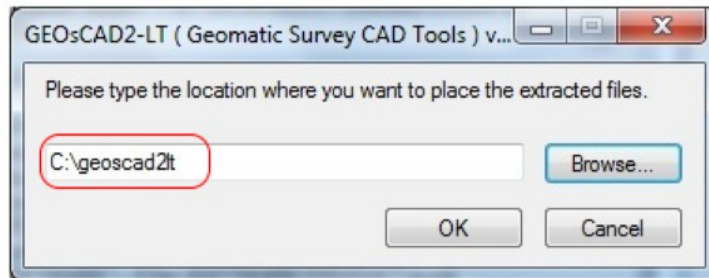 GEOsCAD2-LT ( Geomatic Survey CAD Tools ) v...
Please type the location where you want to place the extracted files.
C:\geoscad2lt
Browse...
OK
Cancel